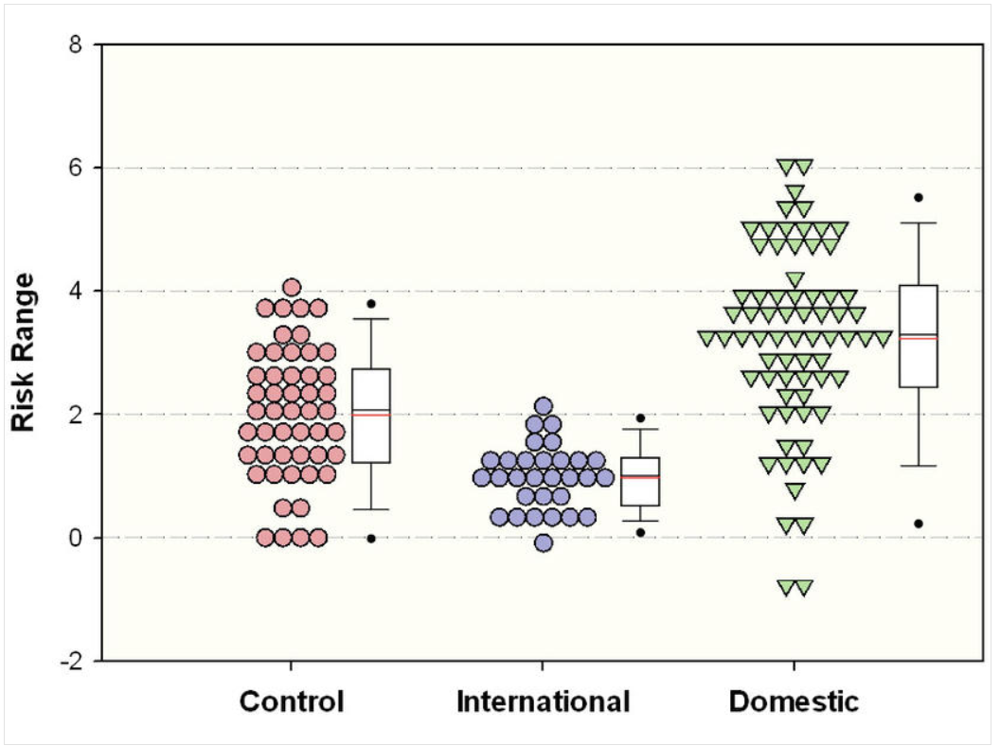 8
6
4
2
0
-2
Risk Range
Control
International
Domestic